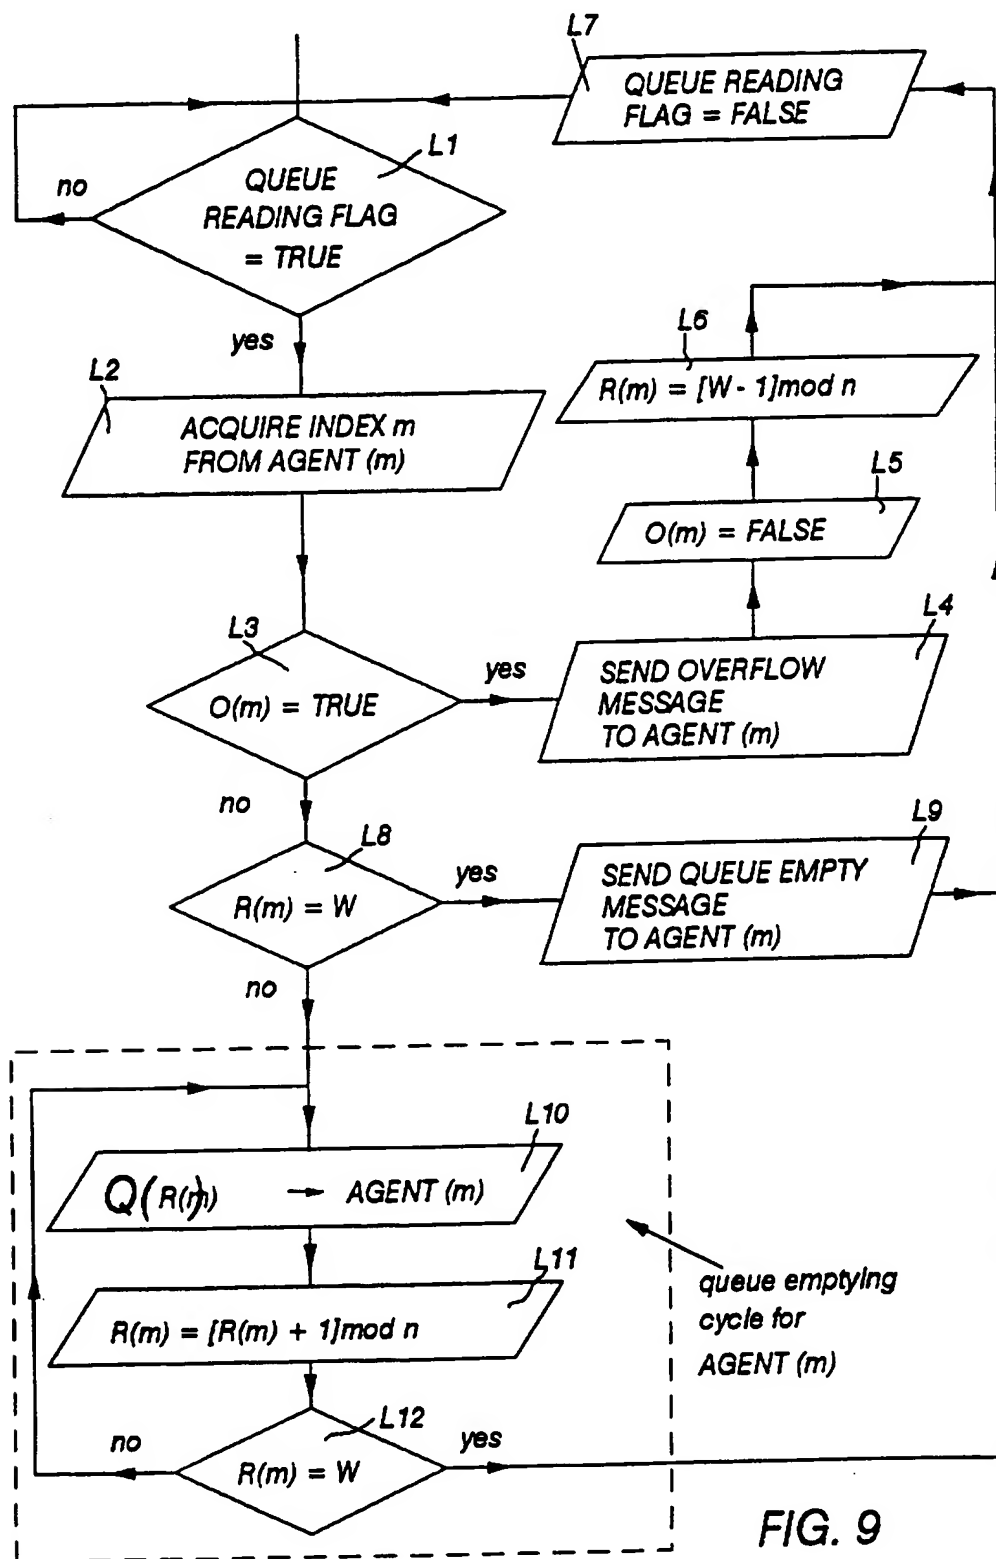 L7
QUEUE READING
FLAG = FALSE
L1
no
QUEUE
READING FLAG
= TRUE
yes
L6
R(m) = [W - 1]mod n
L2
ACQUIRE INDEX m
FROM AGENT (m)
L5
O(m) = FALSE
L3
O(m) = TRUE
yes
L4
SEND OVERFLOW
MESSAGE
TO AGENT (m)
no
L8
R(m) = W
yes
L9
SEND QUEUE EMPTY
MESSAGE
TO AGENT (m)
no
L10
Q(R(m)) → AGENT (m)
L11
R(m) = [R(m) + 1]mod n
queue emptying
cycle for
AGENT (m)
L12
no
R(m) = W
yes
FIG. 9